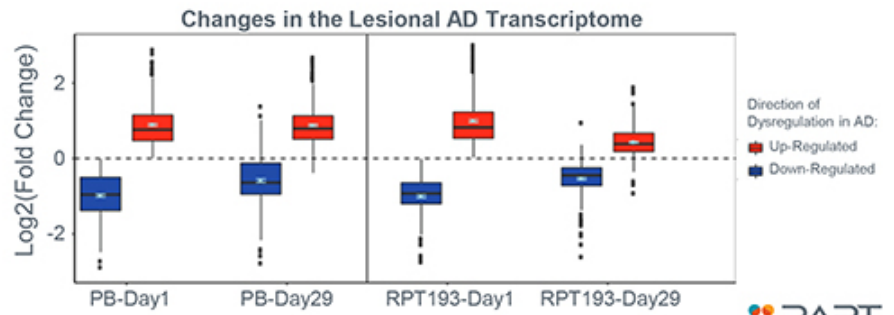 Changes in the Lesional AD Transcriptome
Log2(Fold Change)
2
0
-2
PB-Day1 PB-Day29 RPT193-Day1 RPT193-Day29
Direction of
Dysregulation in AD:
Up-Regulated
Down-Regulated